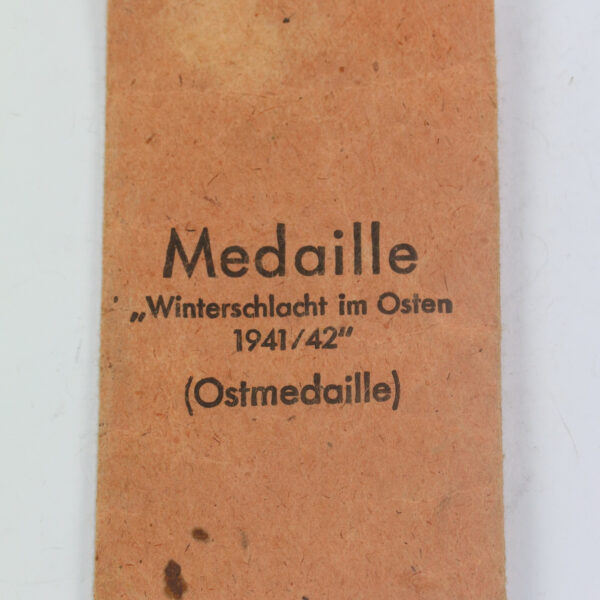 Medaille
„Winterschlacht im Osten
1941/42"
(Ostmedaille)